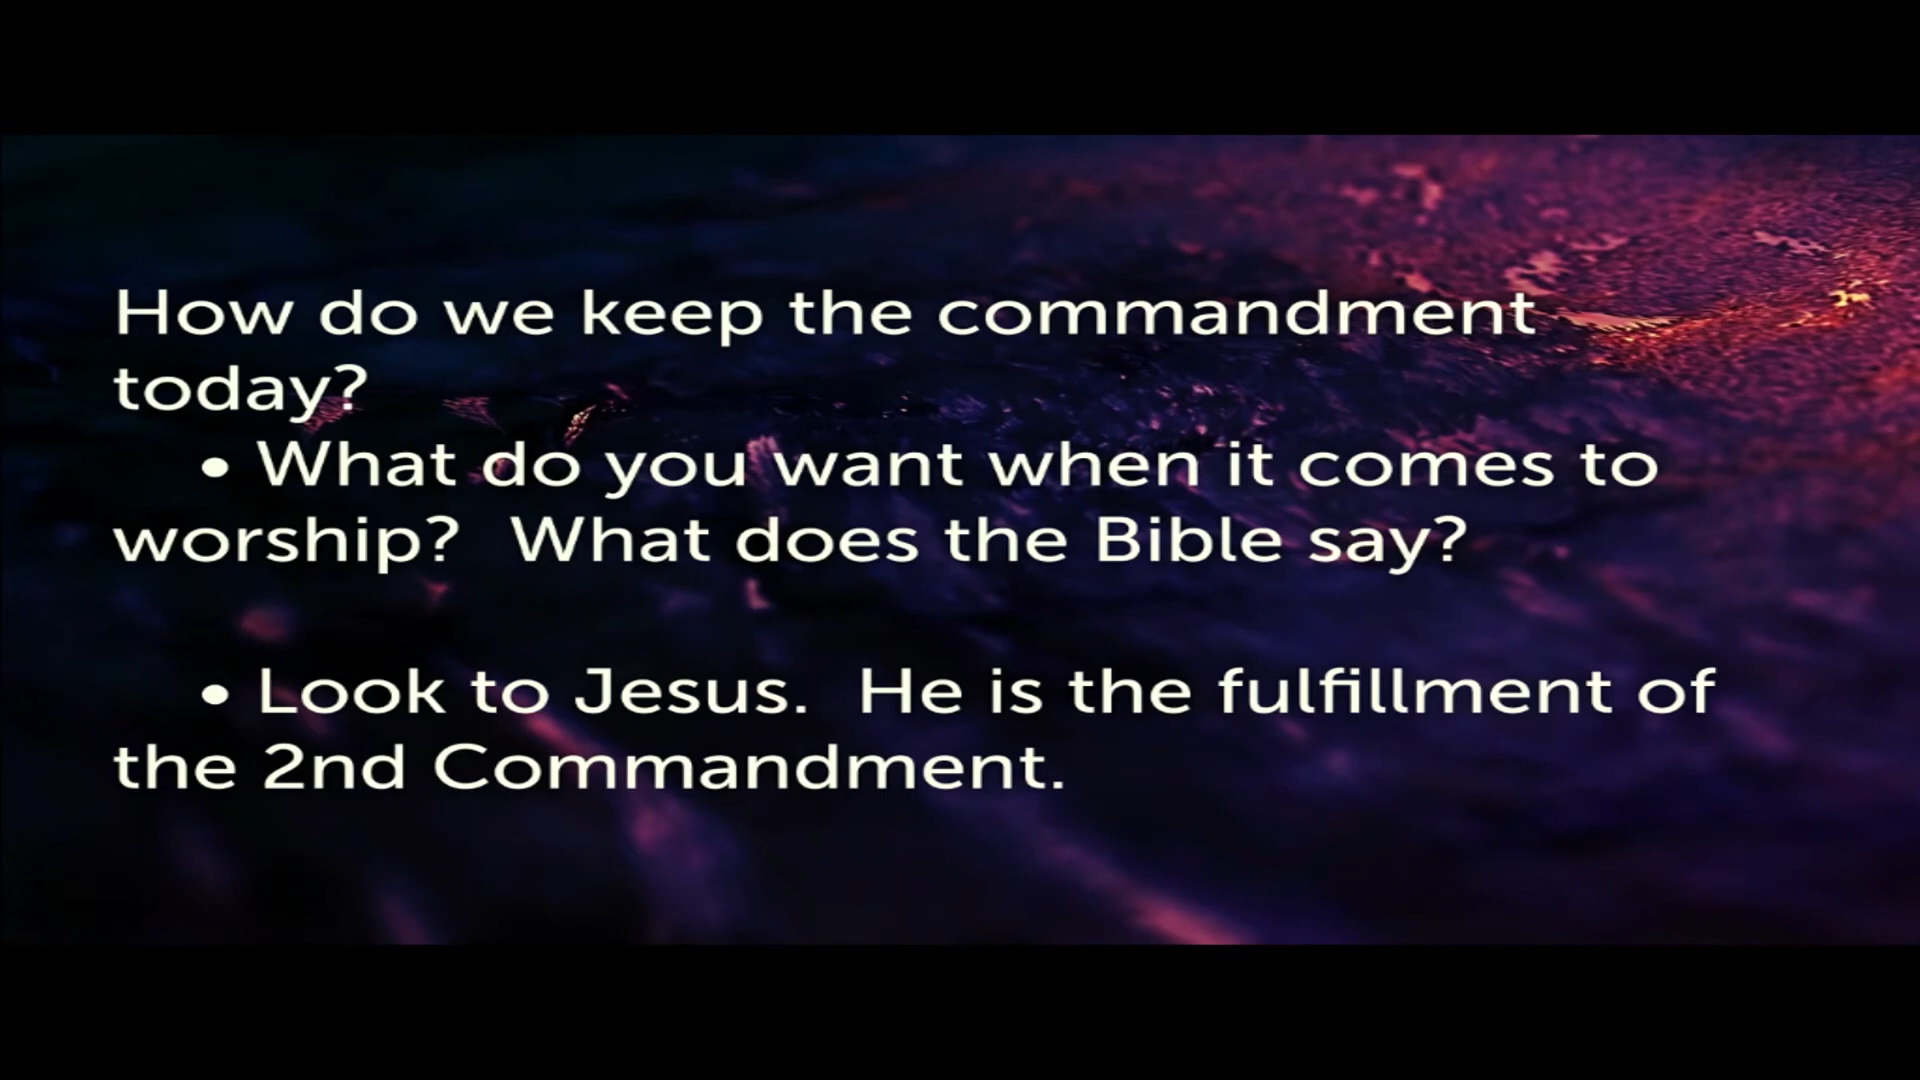 How do we keep the commandment
today?
• What do you want when it comes to
worship?  What does the Bible say?
• Look to Jesus.  He is the fulfillment of
the 2nd Commandment.